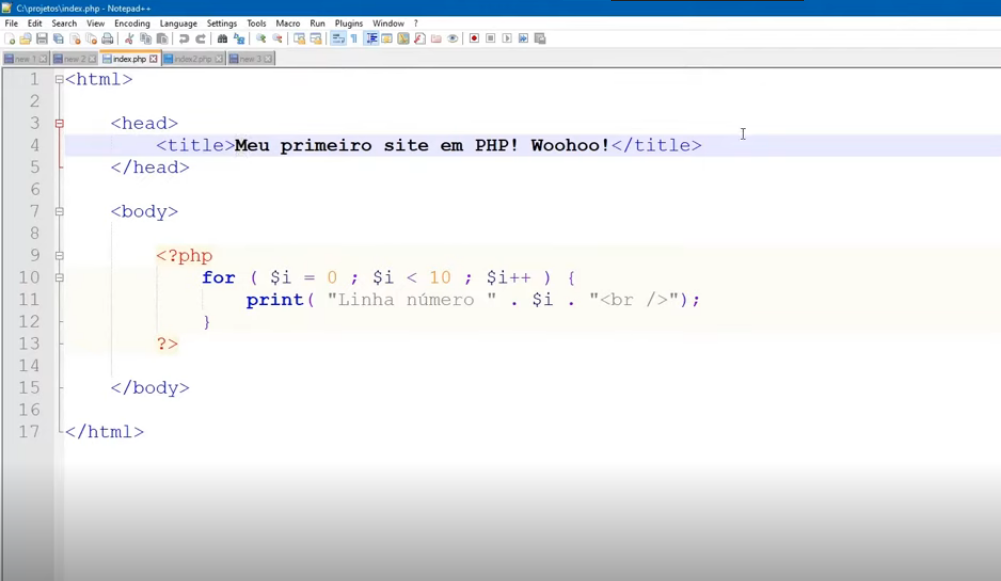 C:\projetos\index.php - Notepad++
File Edit Search View Encoding Language Settings Tools Macro Run Plugins Window ?
new 1 new 2 index.php index2.php new 3
1 <html>
2
3 <head>
4 <title>Meu primeiro site em PHP! Woohoo!</title>
5 </head>
6
7 <body>
8
9 <?php
10 for ( $i = 0 ; $i < 10 ; $i++ ) {
11 print( "Linha número " . $i . "<br />");
12 }
13 ?>
14
15 </body>
16
17 </html>